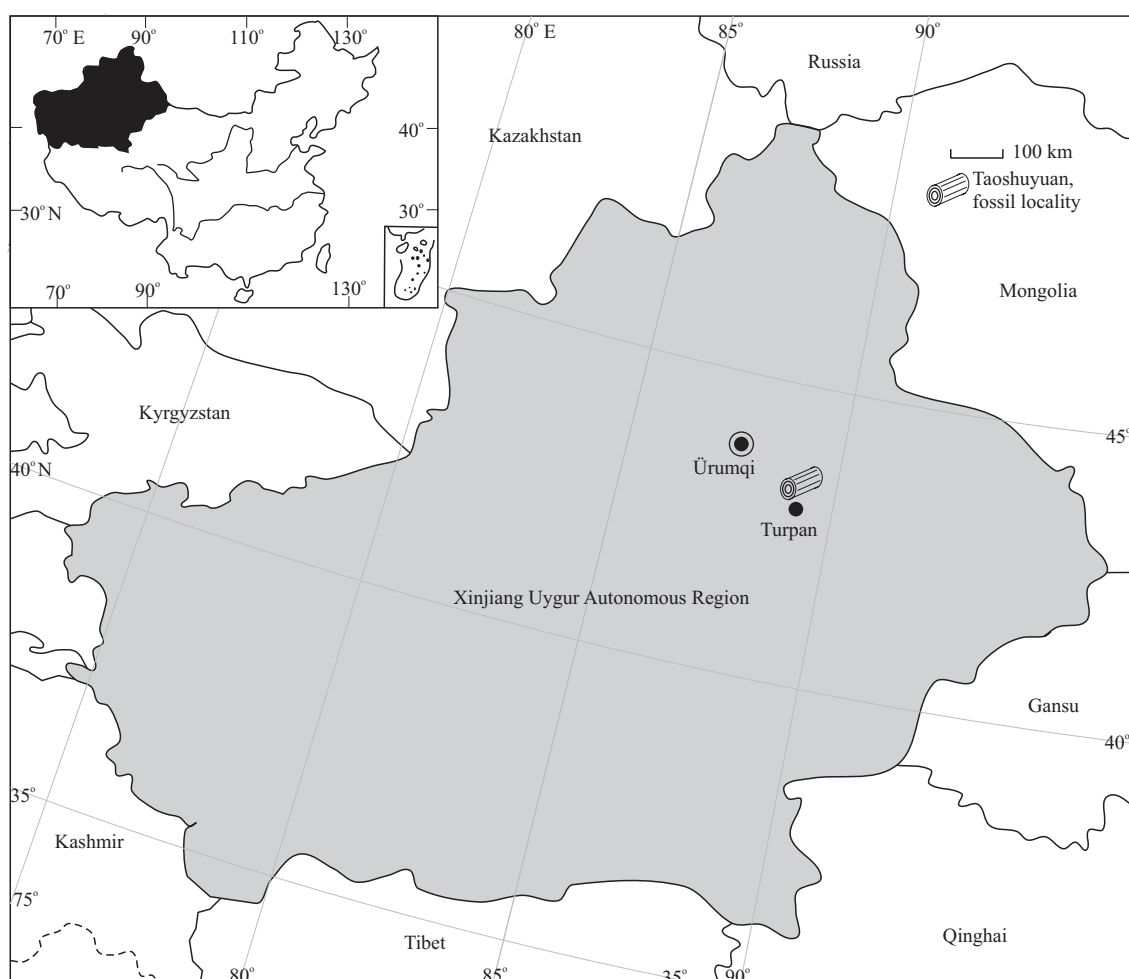 70° E
90°
110°
130°
40°
30°N
30°
70°
90°
130°
80° E
85°
90°
Russia
Kazakhstan
100 km
Taoshuyuan,
fossil locality
Mongolia
Kyrgyzstan
45°
40°N
Ürumqi
Turpan
Xinjiang Uygur Autonomous Region
Gansu
40°
35°
Kashmir
75°
Tibet
Qinghai
80°
85°
35°
90°